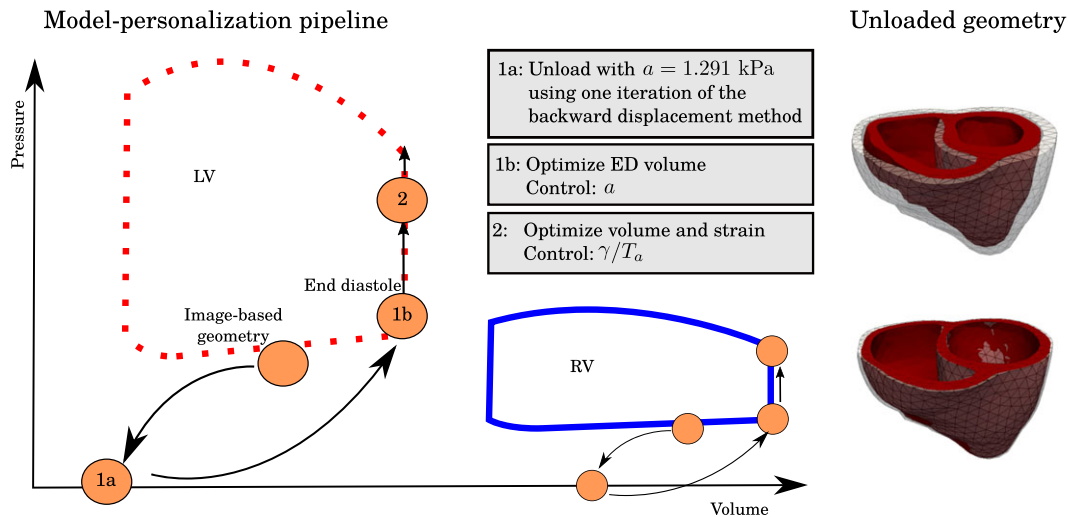 Model-personalization pipeline
Unloaded geometry
Pressure
LV
1a: Unload with a = 1.291 kPa
using one iteration of the
backward displacement method
1b: Optimize ED volume
Control: a
2: Optimize volume and strain
Control: γ/Tₐ
2
End diastole
1b
Image-based
geometry
RV
1a
Volume